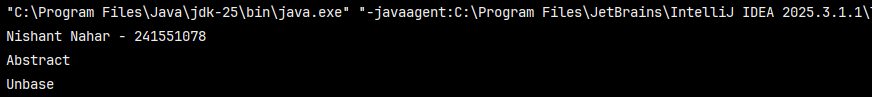 "C:\Program Files\Java\jdk-25\bin\java.exe" "-javaagent:C:\Program Files\JetBrains\IntelliJ IDEA 2025.3.1.1\
Nishant Nahar - 241551078
Abstract
Unbase